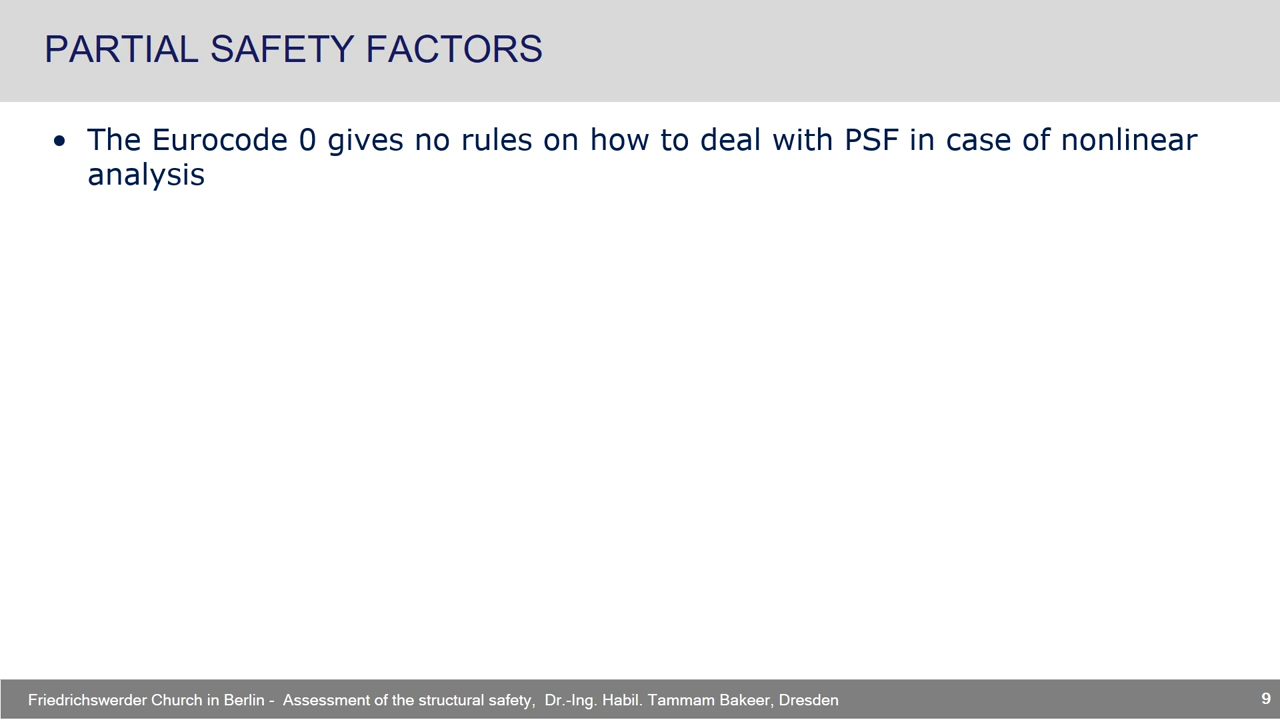 PARTIAL SAFETY FACTORS
• The Eurocode 0 gives no rules on how to deal with PSF in case of nonlinear
analysis
Friedrichswerder Church in Berlin - Assessment of the structural safety, Dr.-Ing. Habil. Tammam Bakeer, Dresden
9